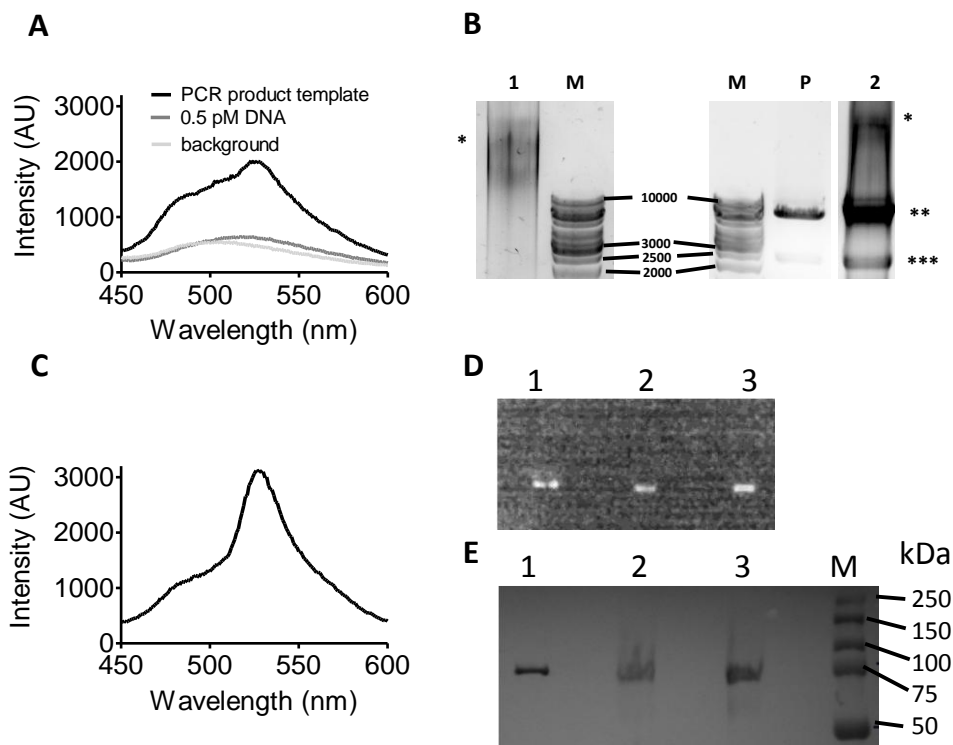 A
3000
2000
1000
0
Intensity (AU)
PCR product template
0.5 pM DNA
background
450 500 550 600
Wavelength (nm)
B
1 M M P 2
*
*
**
***
10000
3000
2500
2000
C
3000
2000
1000
0
Intensity (AU)
450 500 550 600
Wavelength (nm)
D
1 2 3
E
1 2 3 M kDa
250
150
100
75
50